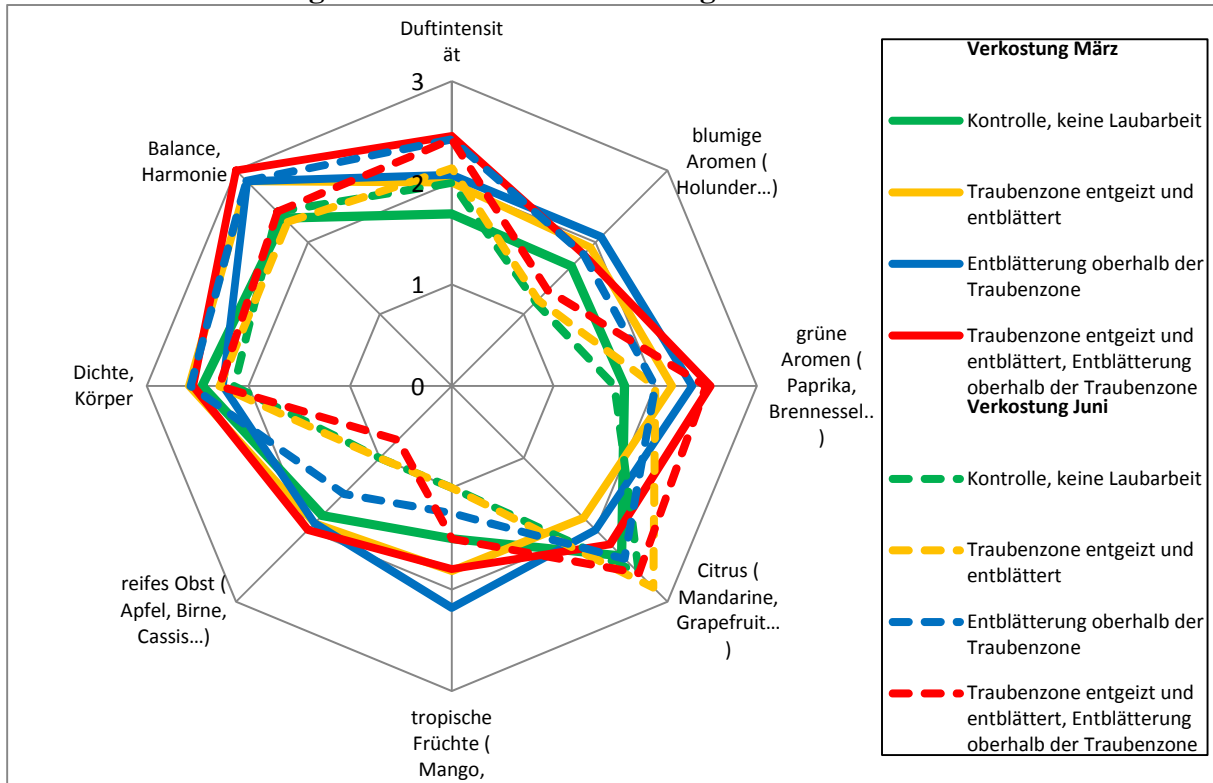 Duftintensit
ät
blumige
Aromen (
Holunder...)
grüne
Aromen (
Paprika,
Brennessel..
.)
Citrus (
Mandarine,
Grapefruit...
)
tropische
Früchte (
Mango,
reifes Obst (
Apfel, Birne,
Cassis...)
Dichte,
Körper
Balance,
Harmonie
3
2
1
0
Verkostung März
Kontrolle, keine Laubarbeit
Traubenzone entgeizt und
entblättert
Entblätterung oberhalb der
Traubenzone
Traubenzone entgeizt und
entblättert, Entblätterung
oberhalb der Traubenzone
Verkostung Juni
Kontrolle, keine Laubarbeit
Traubenzone entgeizt und
entblättert
Entblätterung oberhalb der
Traubenzone
Traubenzone entgeizt und
entblättert, Entblätterung
oberhalb der Traubenzone